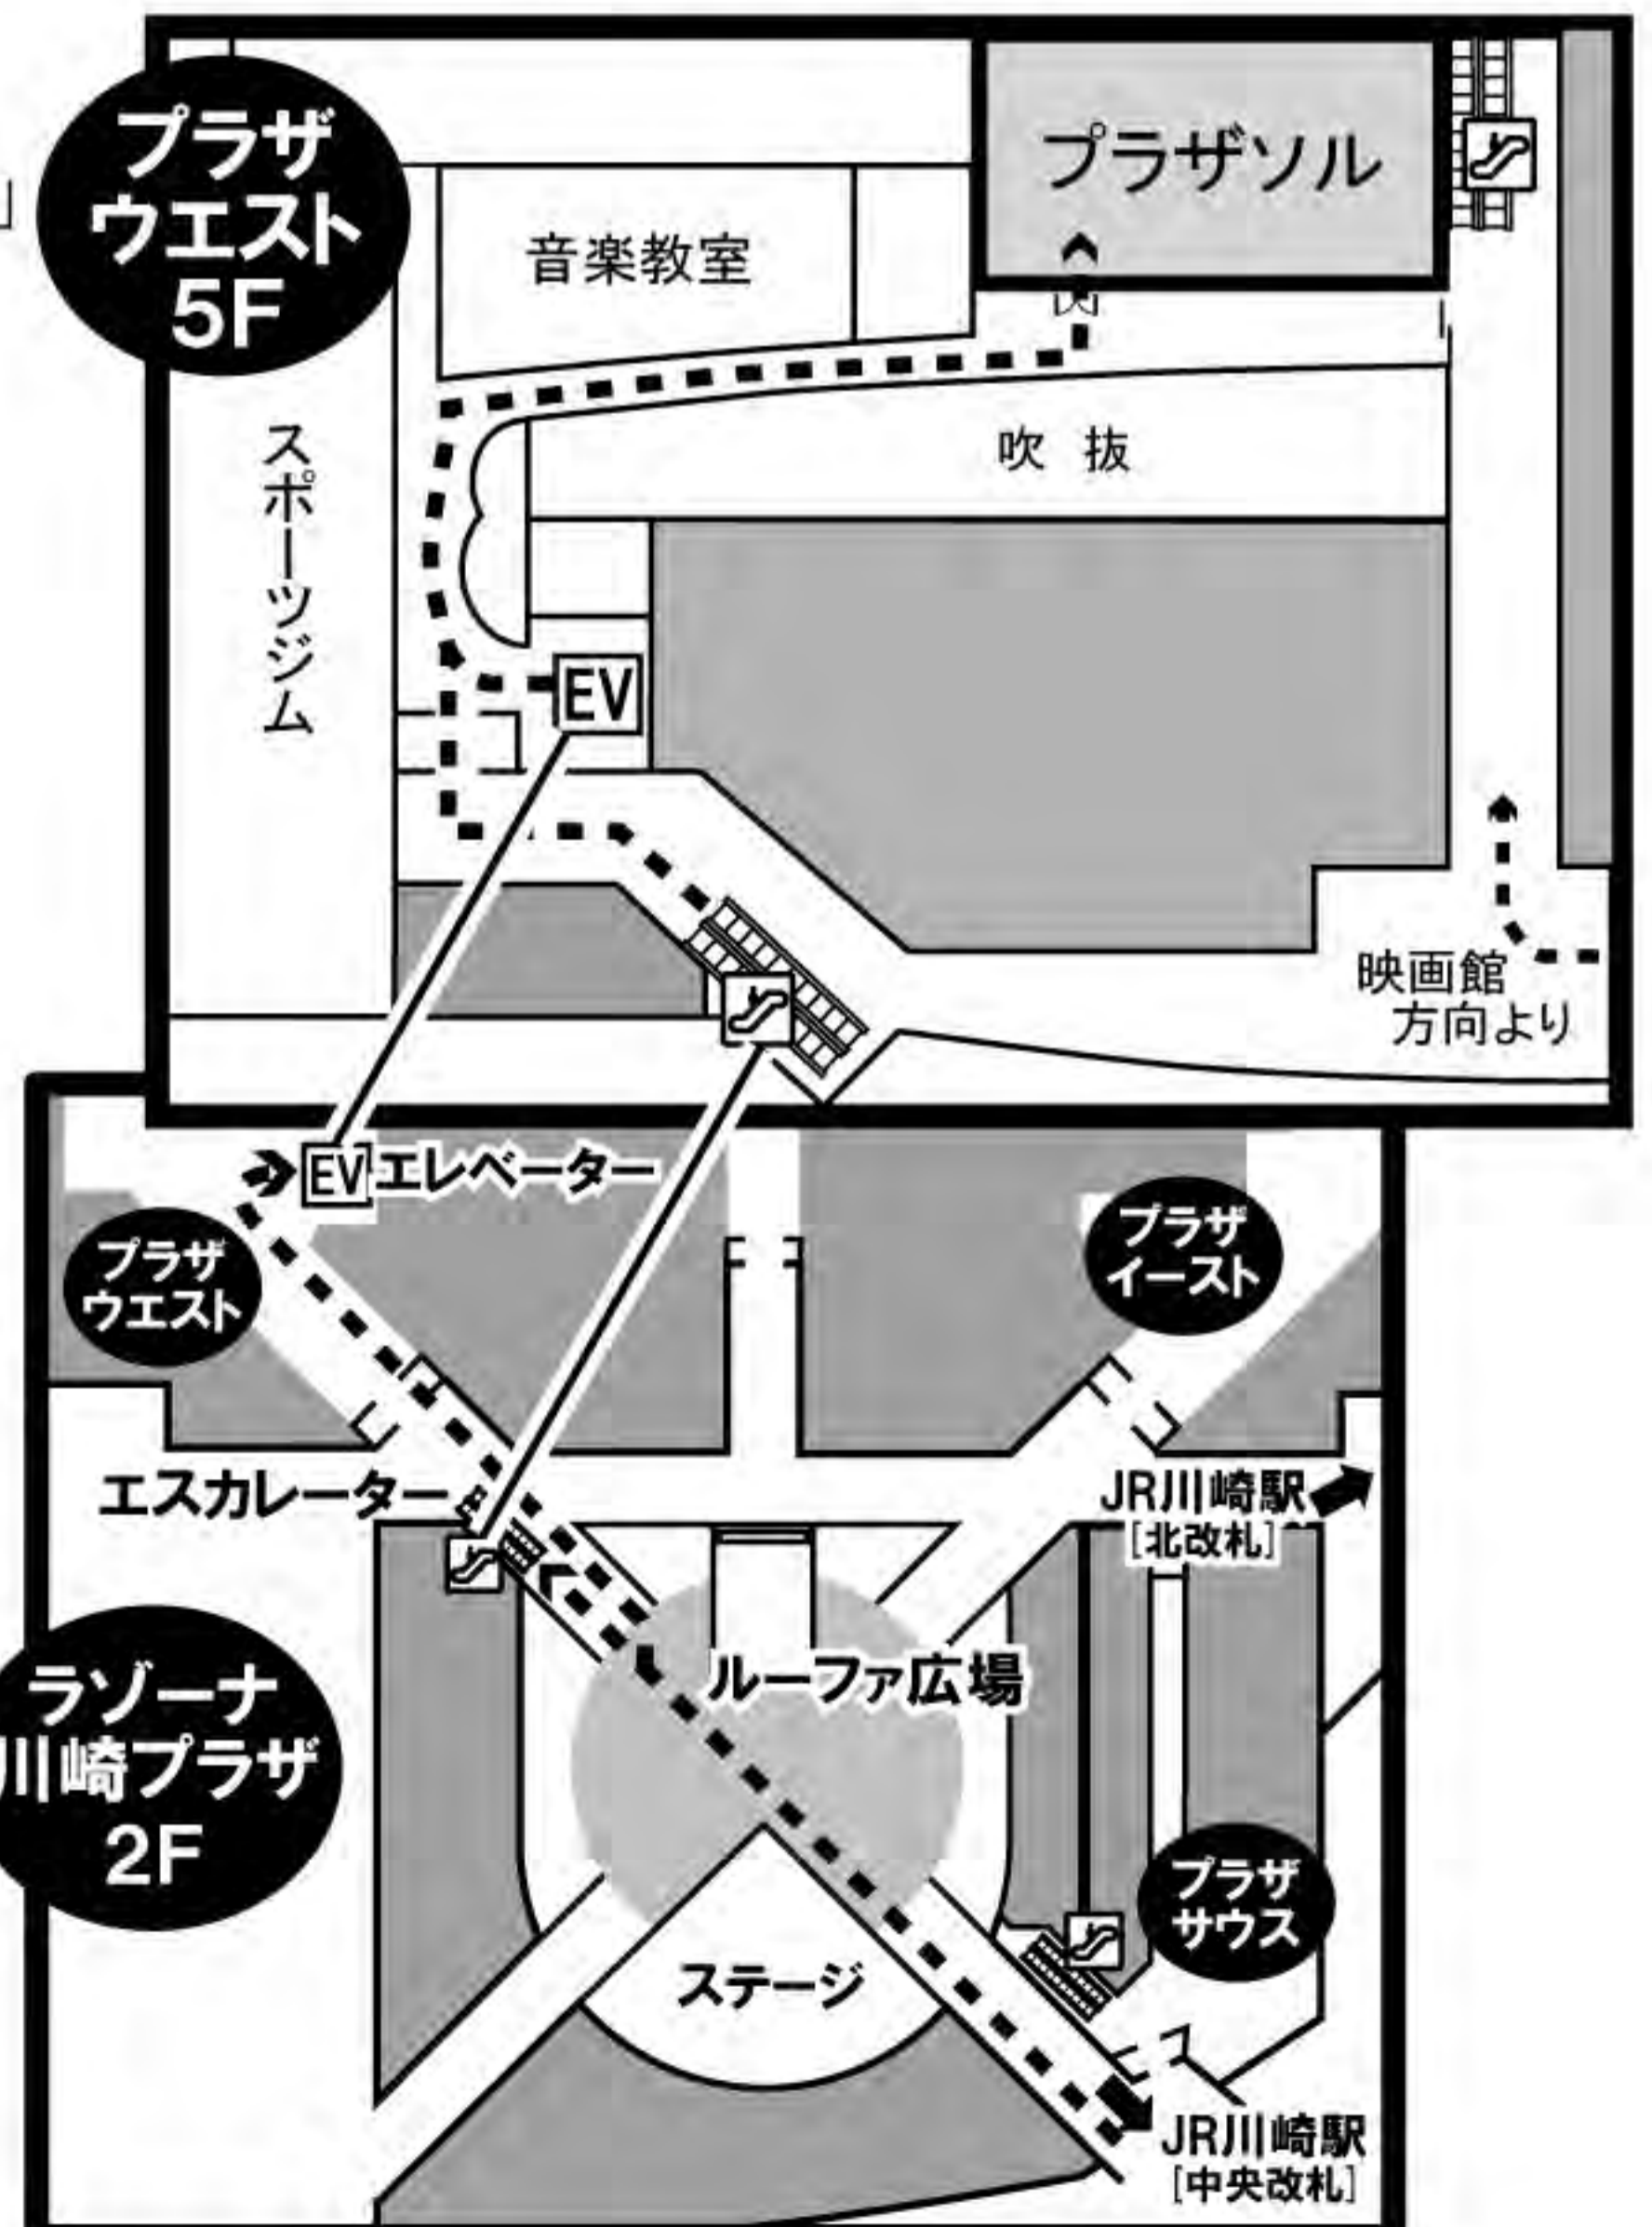 プラザ
ウエスト
5F
プラザソル
音楽教室
吹 抜
スポーツジム
EV
映画館
方向より
EV エレベーター
プラザ
ウエスト
プラザ
イースト
エスカレーター
JR川崎駅
[北改札]
ルーファ広場
ラゾーナ
川崎プラザ
2F
プラザ
サウス
ステージ
JR川崎駅
[中央改札]